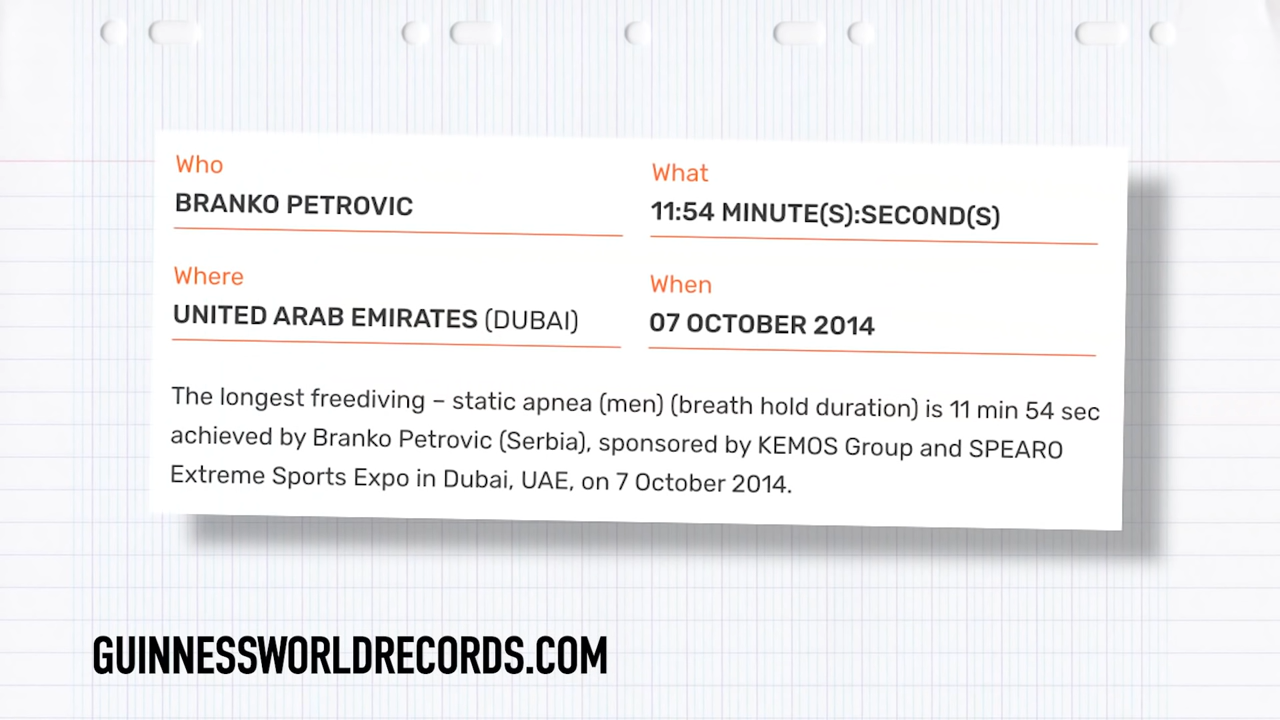 Who
BRANKO PETROVIC
What
11:54 MINUTE(S):SECOND(S)
Where
UNITED ARAB EMIRATES (DUBAI)
When
07 OCTOBER 2014
The longest freediving – static apnea (men) (breath hold duration) is 11 min 54 sec
achieved by Branko Petrovic (Serbia), sponsored by KEMOS Group and SPEARO
Extreme Sports Expo in Dubai, UAE, on 7 October 2014.
GUINNESSWORLDRECORDS.COM